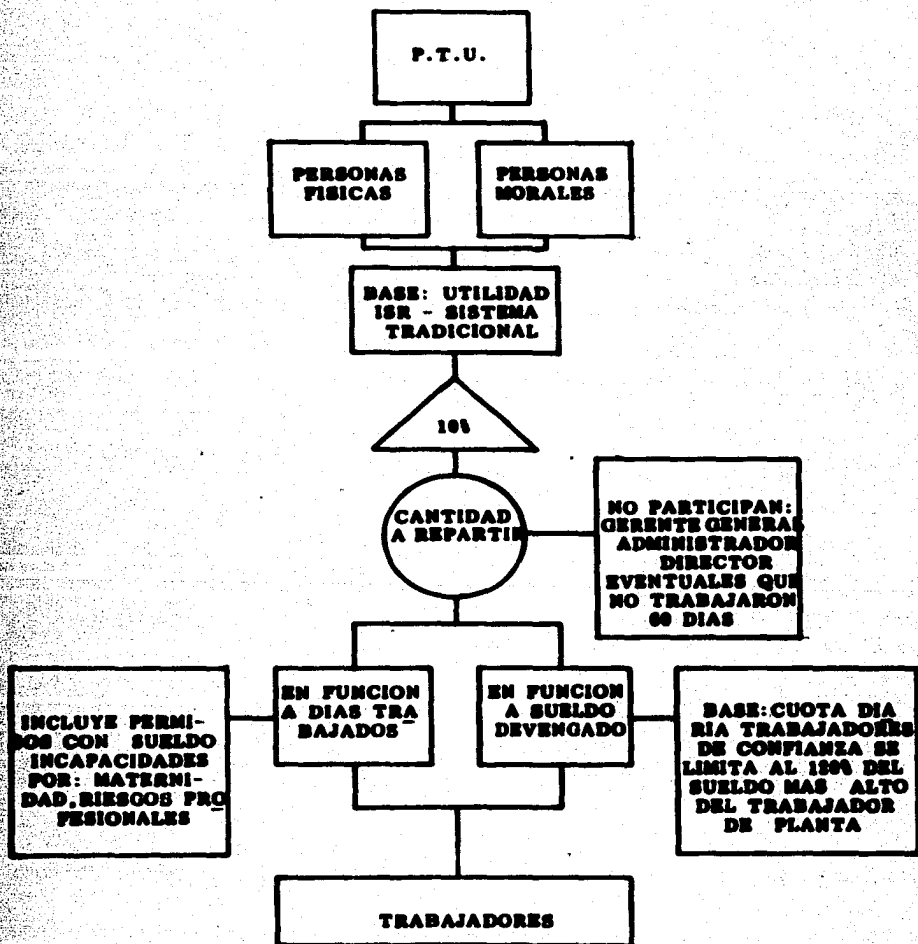 P.T.U.
PERSONAS
FISICAS
PERSONAS
MORALES
BASE: UTILIDAD
ISR - SISTEMA
TRADICIONAL
10%
CANTIDAD
A REPARTIR
NO PARTICIPAN:
GERENTE GENERAL
ADMINISTRADOR
DIRECTOR
EVENTUALES QUE
NO TRABAJARON
60 DIAS
EN FUNCION
A DIAS TRA
BAJADOS
EN FUNCION
A SUELDO
DEVENGADO
INCLUYE PERMI-
SOS CON SUELDO
INCAPACIDADES
POR: MATERNI-
DAD, RIESGOS PRO
FESIONALES
BASE: CUOTA DIA
RIA TRABAJADORES
DE CONFIANZA SE
LIMITA AL 120% DEL
SUELDO MAS ALTO
DEL TRABAJADOR
DE PLANTA
TRABAJADORES